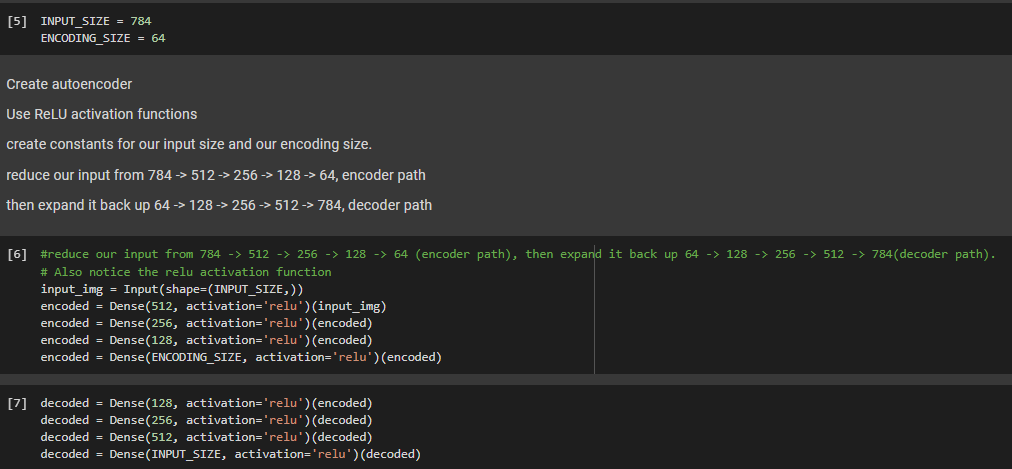 [5] INPUT_SIZE = 784
ENCODING_SIZE = 64
Create autoencoder
Use ReLU activation functions
create constants for our input size and our encoding size.
reduce our input from 784 -> 512 -> 256 -> 128 -> 64, encoder path
then expand it back up 64 -> 128 -> 256 -> 512 -> 784, decoder path
[6] #reduce our input from 784 -> 512 -> 256 -> 128 -> 64 (encoder path), then expand it back up 64 -> 128 -> 256 -> 512 -> 784(decoder path).
# Also notice the relu activation function
input_img = Input(shape=(INPUT_SIZE,))
encoded = Dense(512, activation='relu')(input_img)
encoded = Dense(256, activation='relu')(encoded)
encoded = Dense(128, activation='relu')(encoded)
encoded = Dense(ENCODING_SIZE, activation='relu')(encoded)
[7] decoded = Dense(128, activation='relu')(encoded)
decoded = Dense(256, activation='relu')(decoded)
decoded = Dense(512, activation='relu')(decoded)
decoded = Dense(INPUT_SIZE, activation='relu')(decoded)